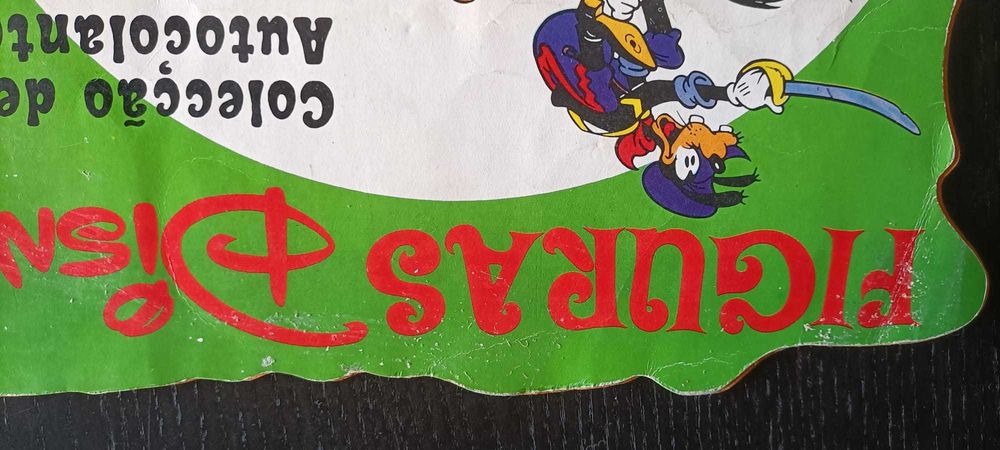 FIGURAS Disn
Colecção de
Autocolant